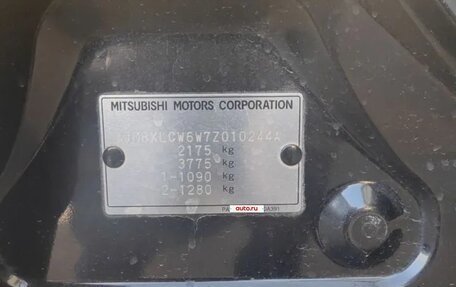 MITSUBISHI MOTORS CORPORATION
2175 kg
3775 kg
1-1090 kg
2-1280 kg
auto.ru